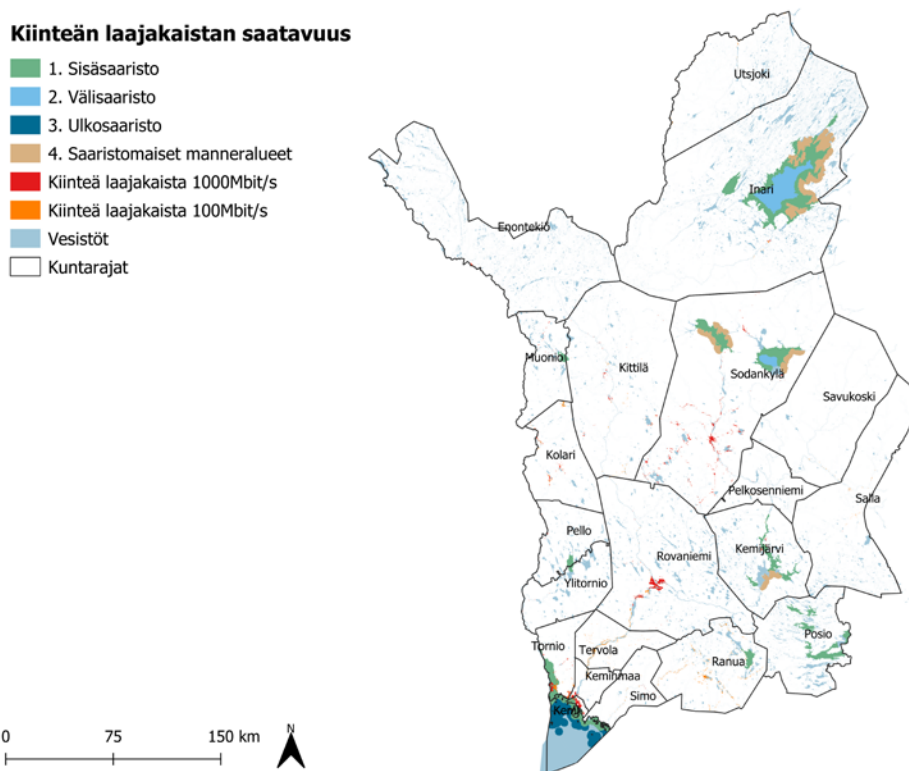 Kiinteän laajakaistan saatavuus
1. Sisäsaaristo
2. Välisaaristo
3. Ulkosaaristo
4. Saaristomaiset manneralueet
Kiinteä laajakaista 1000Mbit/s
Kiinteä laajakaista 100Mbit/s
Vesistöt
Kuntarajat
Utsjoki
Inari
Enontekiö
Muonio
Kittilä
Sodankylä
Savukoski
Kolari
Pelkosenniemi
Salla
Pello
Rovaniemi
Kemijärvi
Ylitornio
Posio
Tornio
Tervola
Ranua
Keminmaa
Simo
Kemi
0 75 150 km
N